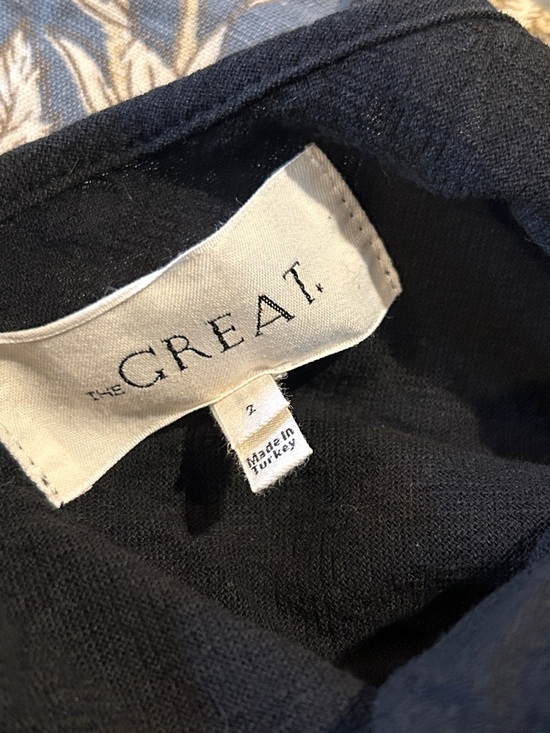 THE GREAT.
2
Made in
Turkey